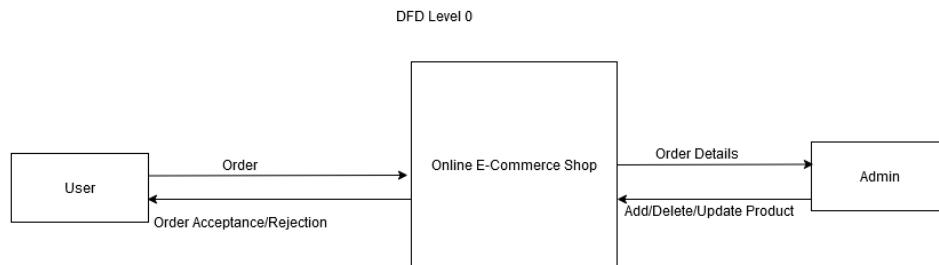 DFD Level 0
User
Order
Order Acceptance/Rejection
Online E-Commerce Shop
Order Details
Add/Delete/Update Product
Admin